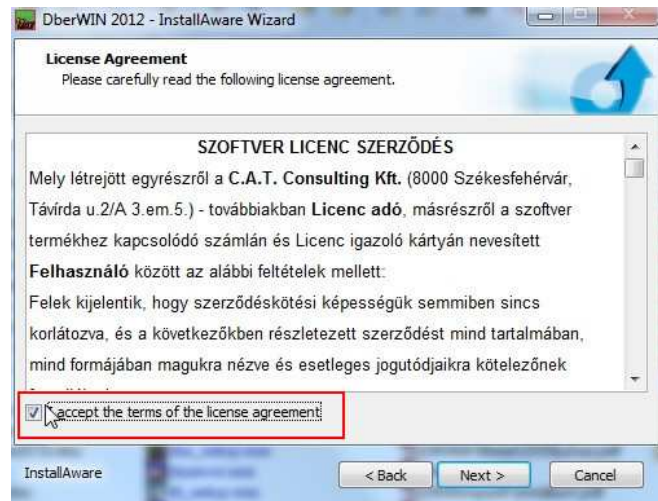 DberWIN 2012 - InstallAware Wizard
License Agreement
Please carefully read the following license agreement.
SZOFTVER LICENC SZERZŐDÉS
Mely létrejött egyrészről a C.A.T. Consulting Kft. (8000 Székesfehérvár,
Távírda u.2/A 3.em.5.) - továbbiakban Licenc adó, másrészről a szoftver
termékhez kapcsolódó számlán és Licenc igazoló kártyán nevesített
Felhasználó között az alábbi feltételek mellett:
Felek kijelentik, hogy szerződéskötési képességük semmiben sincs
korlátozva, és a következőkben részletezett szerződést mind tartalmában,
mind formájában magukra nézve és esetleges jogutódjaikra kötelezőnek
accept the terms of the license agreement
InstallAware
< Back
Next >
Cancel